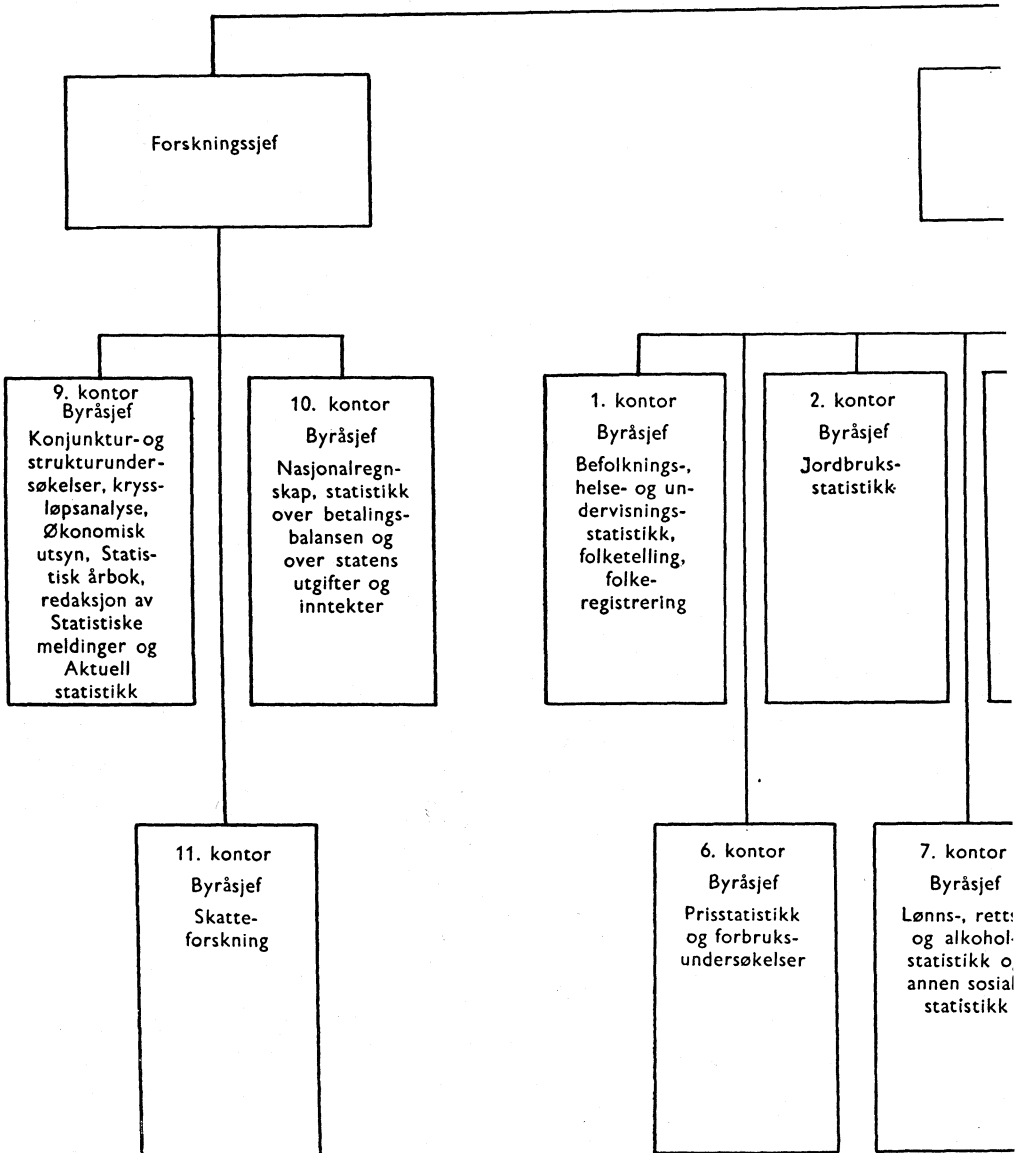 Forskningssjef
9. kontor
Byråsjef
Konjunktur-og
strukturunder-
søkelser, kryss-
løpsanalyse,
Økonomisk
utsyn, Statis-
tisk årbok,
redaksjon av
Statistiske
meldinger og
Aktuell
statistikk
10. kontor
Byråsjef
Nasjonalregn-
skap, statistikk
over betalings-
balansen og
over statens
utgifter og
inntekter
1. kontor
Byråsjef
Befolknings-,
helse- og un-
dervisnings-
statistikk,
folketelling,
folke-
registrering
2. kontor
Byråsjef
Jordbruks-
statistikk
11. kontor
Byråsjef
Skatte-
forskning
6. kontor
Byråsjef
Prisstatistikk
og forbruks-
undersøkelser
7. kontor
Byråsjef
Lønns-, retts
og alkohol-
statistikk o
annen sosial
statistikk